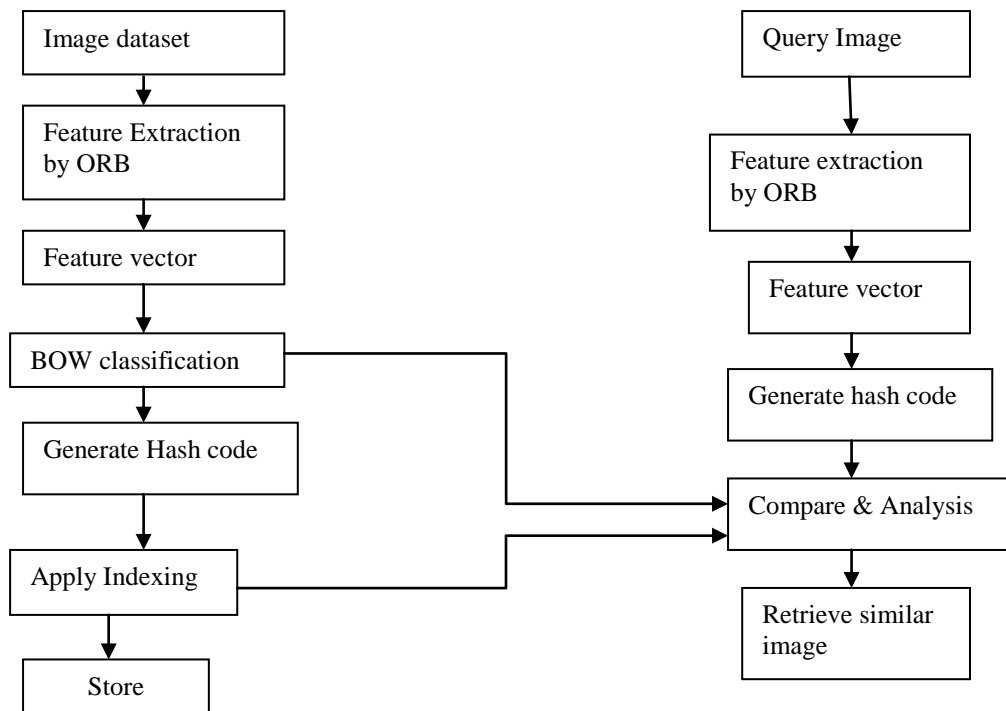 Image dataset
Feature Extraction
by ORB
Feature vector
BOW classification
Generate Hash code
Apply Indexing
Store
Query Image
Feature extraction
by ORB
Feature vector
Generate hash code
Compare & Analysis
Retrieve similar
image